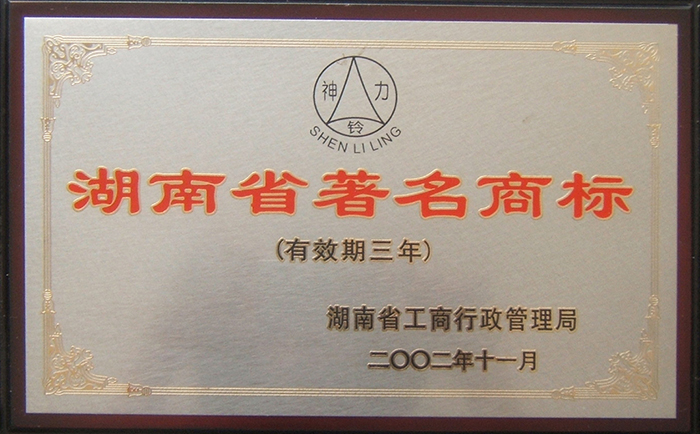 神 力
铃
SHEN LI LING
湖南省著名商标
(有效期三年)
湖南省工商行政管理局
二〇〇二年十一月